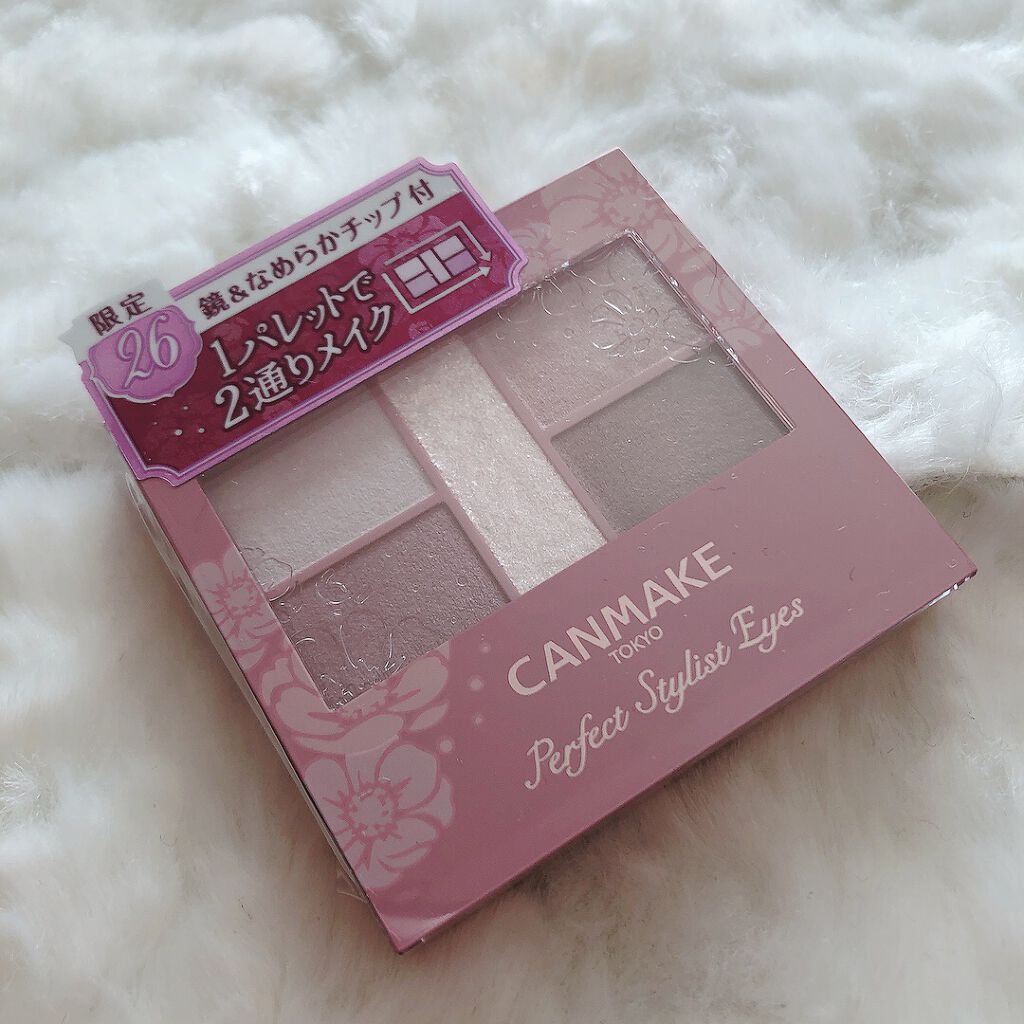 限定
26
鏡&なめらかチップ付
1パレットで
2通りメイク
CANMAKE
TOKYO
Perfect Stylist Eyes